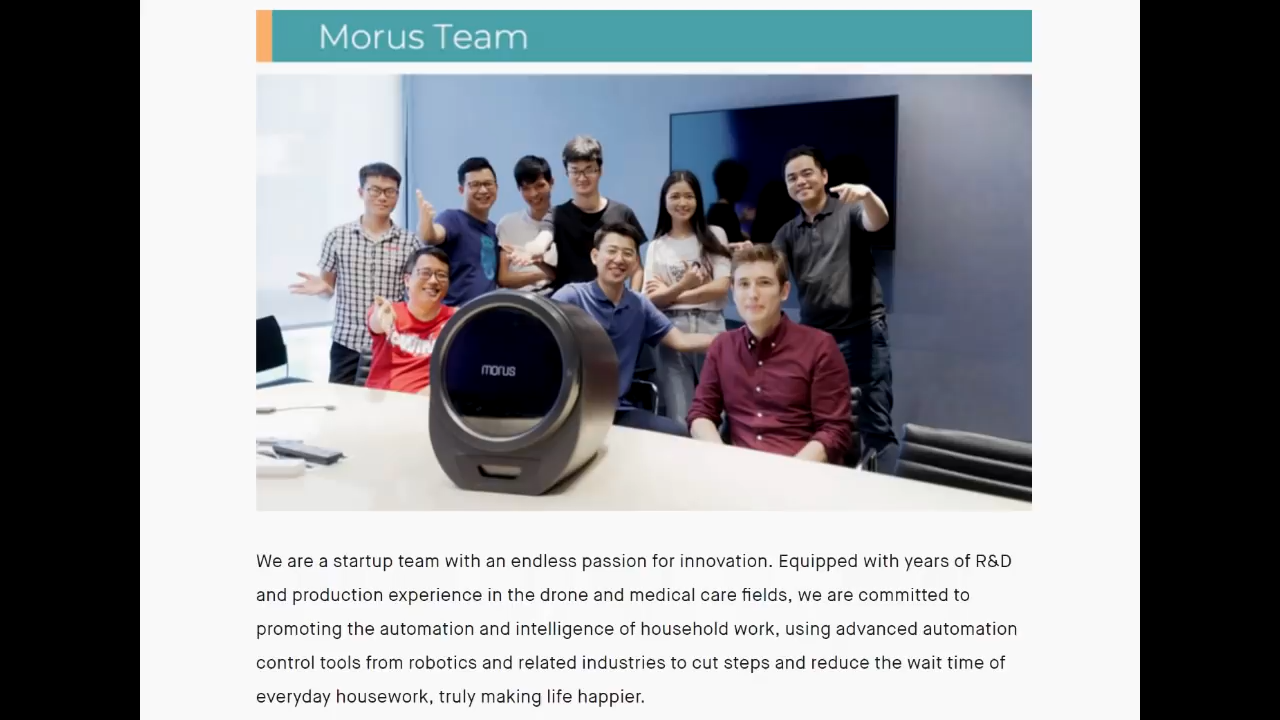 Morus Team
morus
We are a startup team with an endless passion for innovation. Equipped with years of R&D
and production experience in the drone and medical care fields, we are committed to
promoting the automation and intelligence of household work, using advanced automation
control tools from robotics and related industries to cut steps and reduce the wait time of
everyday housework, truly making life happier.